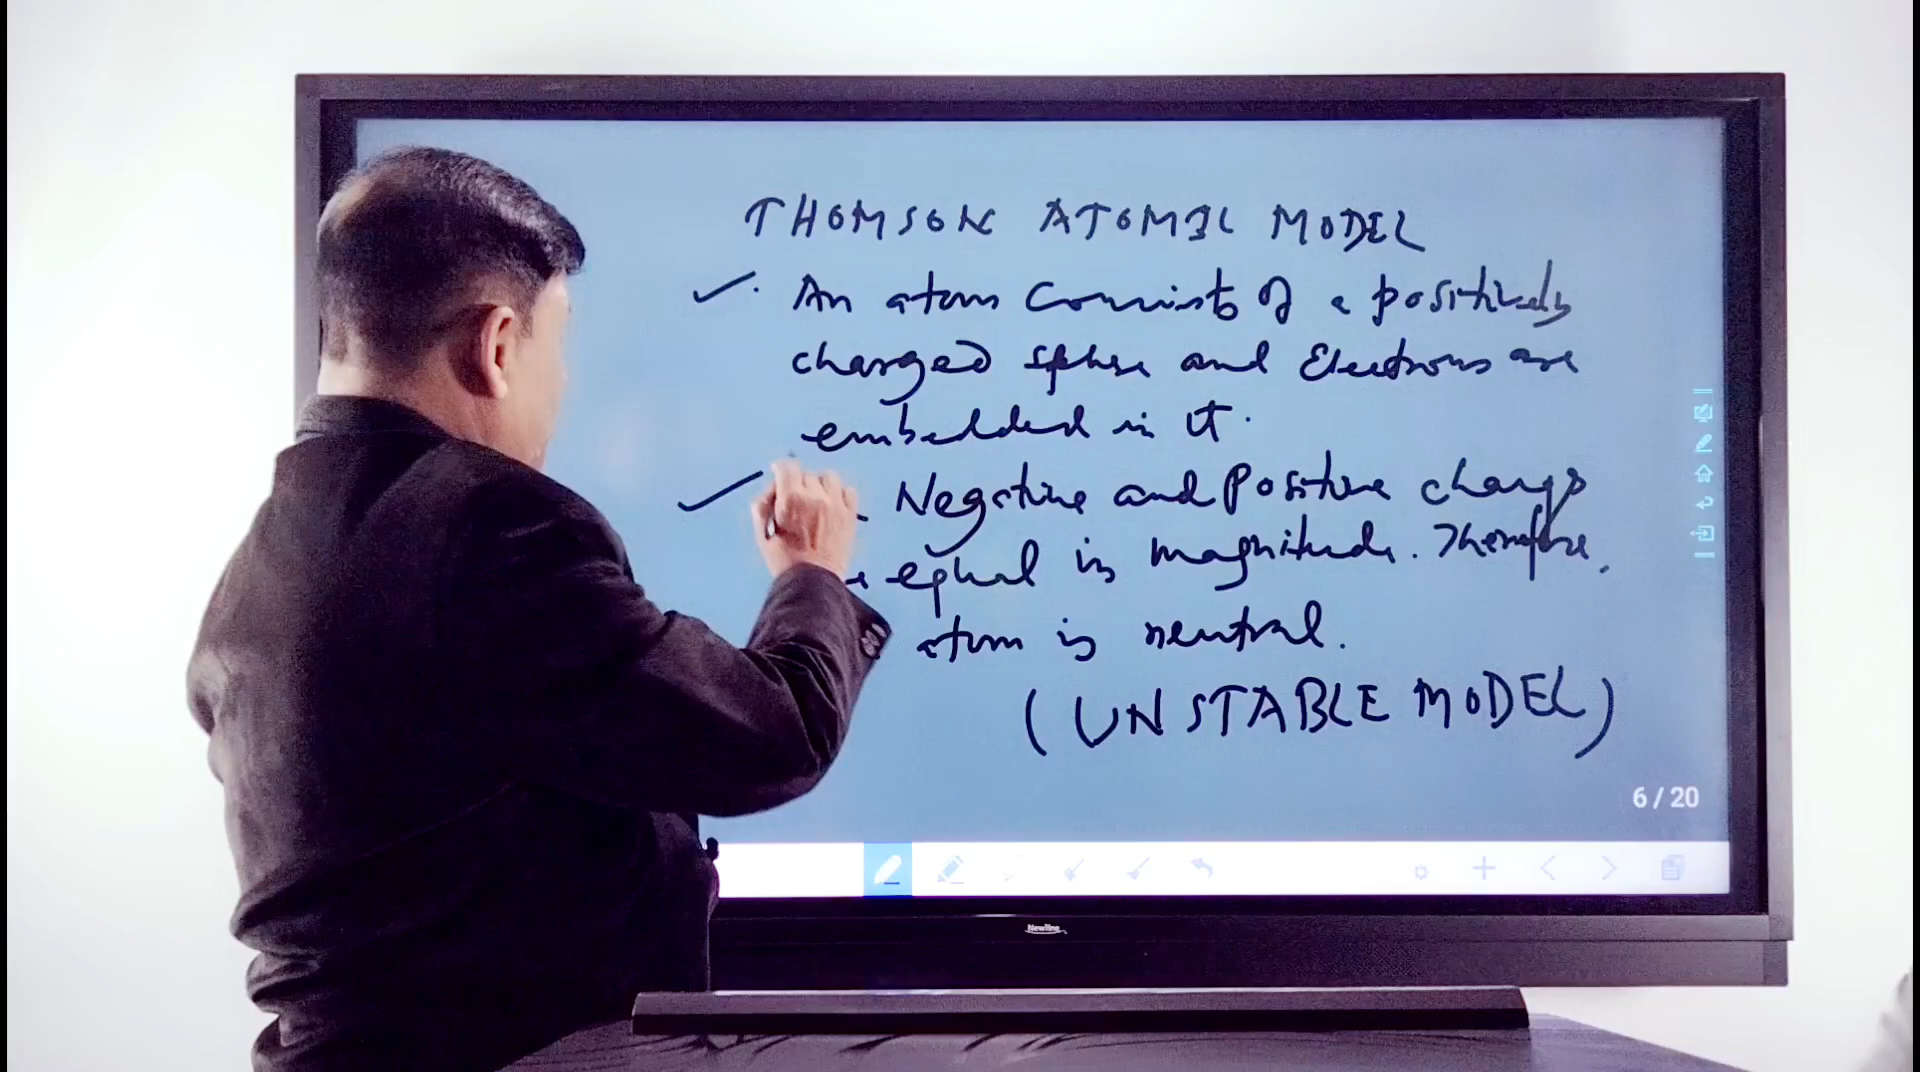 THOMSON ATOMIC MODEL
An atom consists of a positively
charged sphere and Electrons are
embedded in it.
Negative and Positive charge
equal in magnitude. Therefore,
atom is neutral.
(UNSTABLE MODEL)
6 / 20
Newline